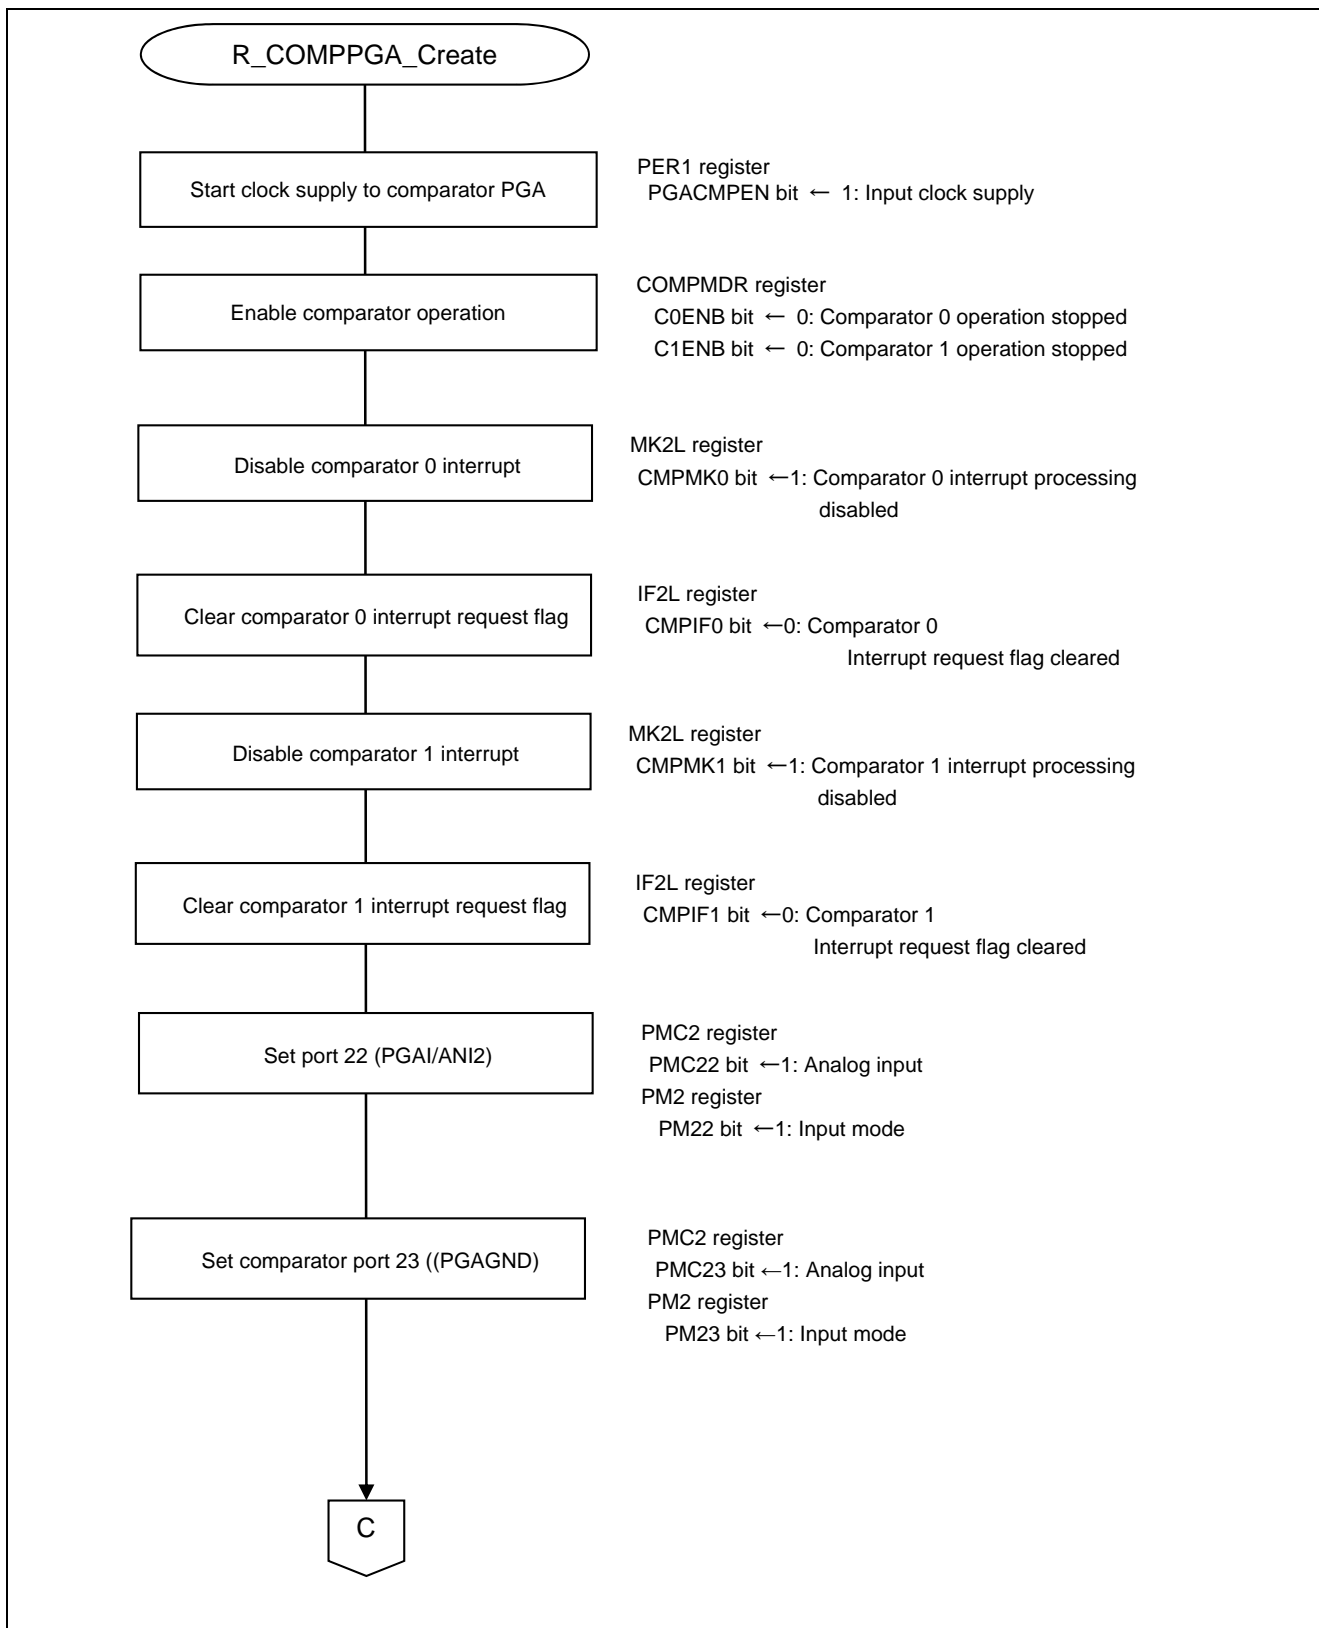 R_COMPPGA_Create
Start clock supply to comparator PGA
PER1 register
PGACMPEN bit ← 1: Input clock supply
Enable comparator operation
COMPMDR register
C0ENB bit ← 0: Comparator 0 operation stopped
C1ENB bit ← 0: Comparator 1 operation stopped
Disable comparator 0 interrupt
MK2L register
CMPMK0 bit ←1: Comparator 0 interrupt processing
disabled
Clear comparator 0 interrupt request flag
IF2L register
CMPIF0 bit ←0: Comparator 0
Interrupt request flag cleared
Disable comparator 1 interrupt
MK2L register
CMPMK1 bit ←1: Comparator 1 interrupt processing
disabled
Clear comparator 1 interrupt request flag
IF2L register
CMPIF1 bit ←0: Comparator 1
Interrupt request flag cleared
Set port 22 (PGAI/ANI2)
PMC2 register
PMC22 bit ←1: Analog input
PM2 register
PM22 bit ←1: Input mode
Set comparator port 23 ((PGAGND)
PMC2 register
PMC23 bit ←1: Analog input
PM2 register
PM23 bit ←1: Input mode
C